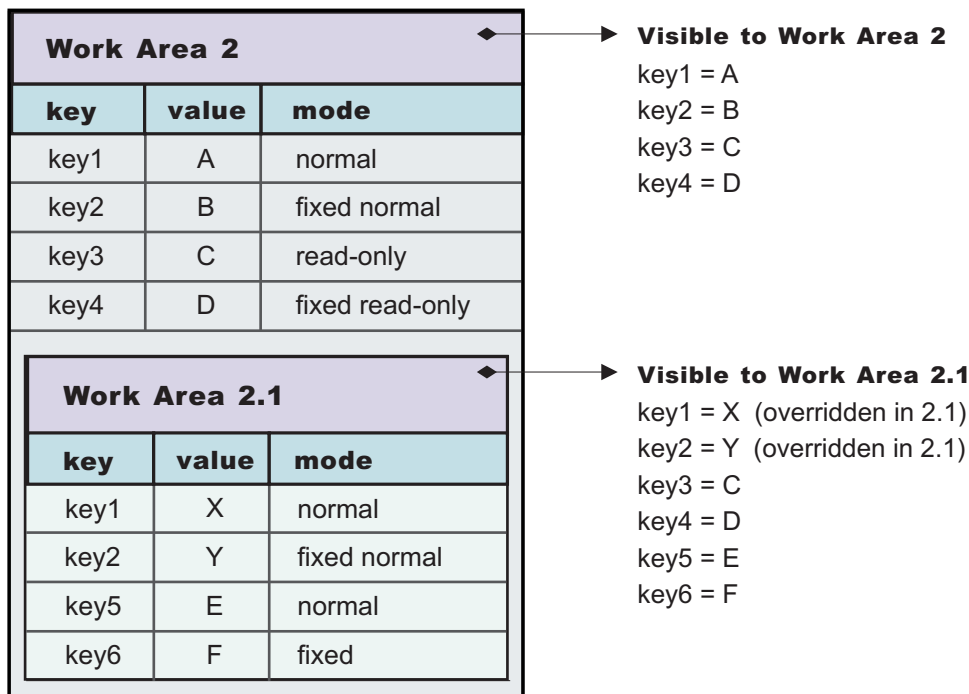 Work Area 2
key value mode
key1 A normal
key2 B fixed normal
key3 C read-only
key4 D fixed read-only
Visible to Work Area 2
key1 = A
key2 = B
key3 = C
key4 = D
Work Area 2.1
key value mode
key1 X normal
key2 Y fixed normal
key5 E normal
key6 F fixed
Visible to Work Area 2.1
key1 = X (overridden in 2.1)
key2 = Y (overridden in 2.1)
key3 = C
key4 = D
key5 = E
key6 = F